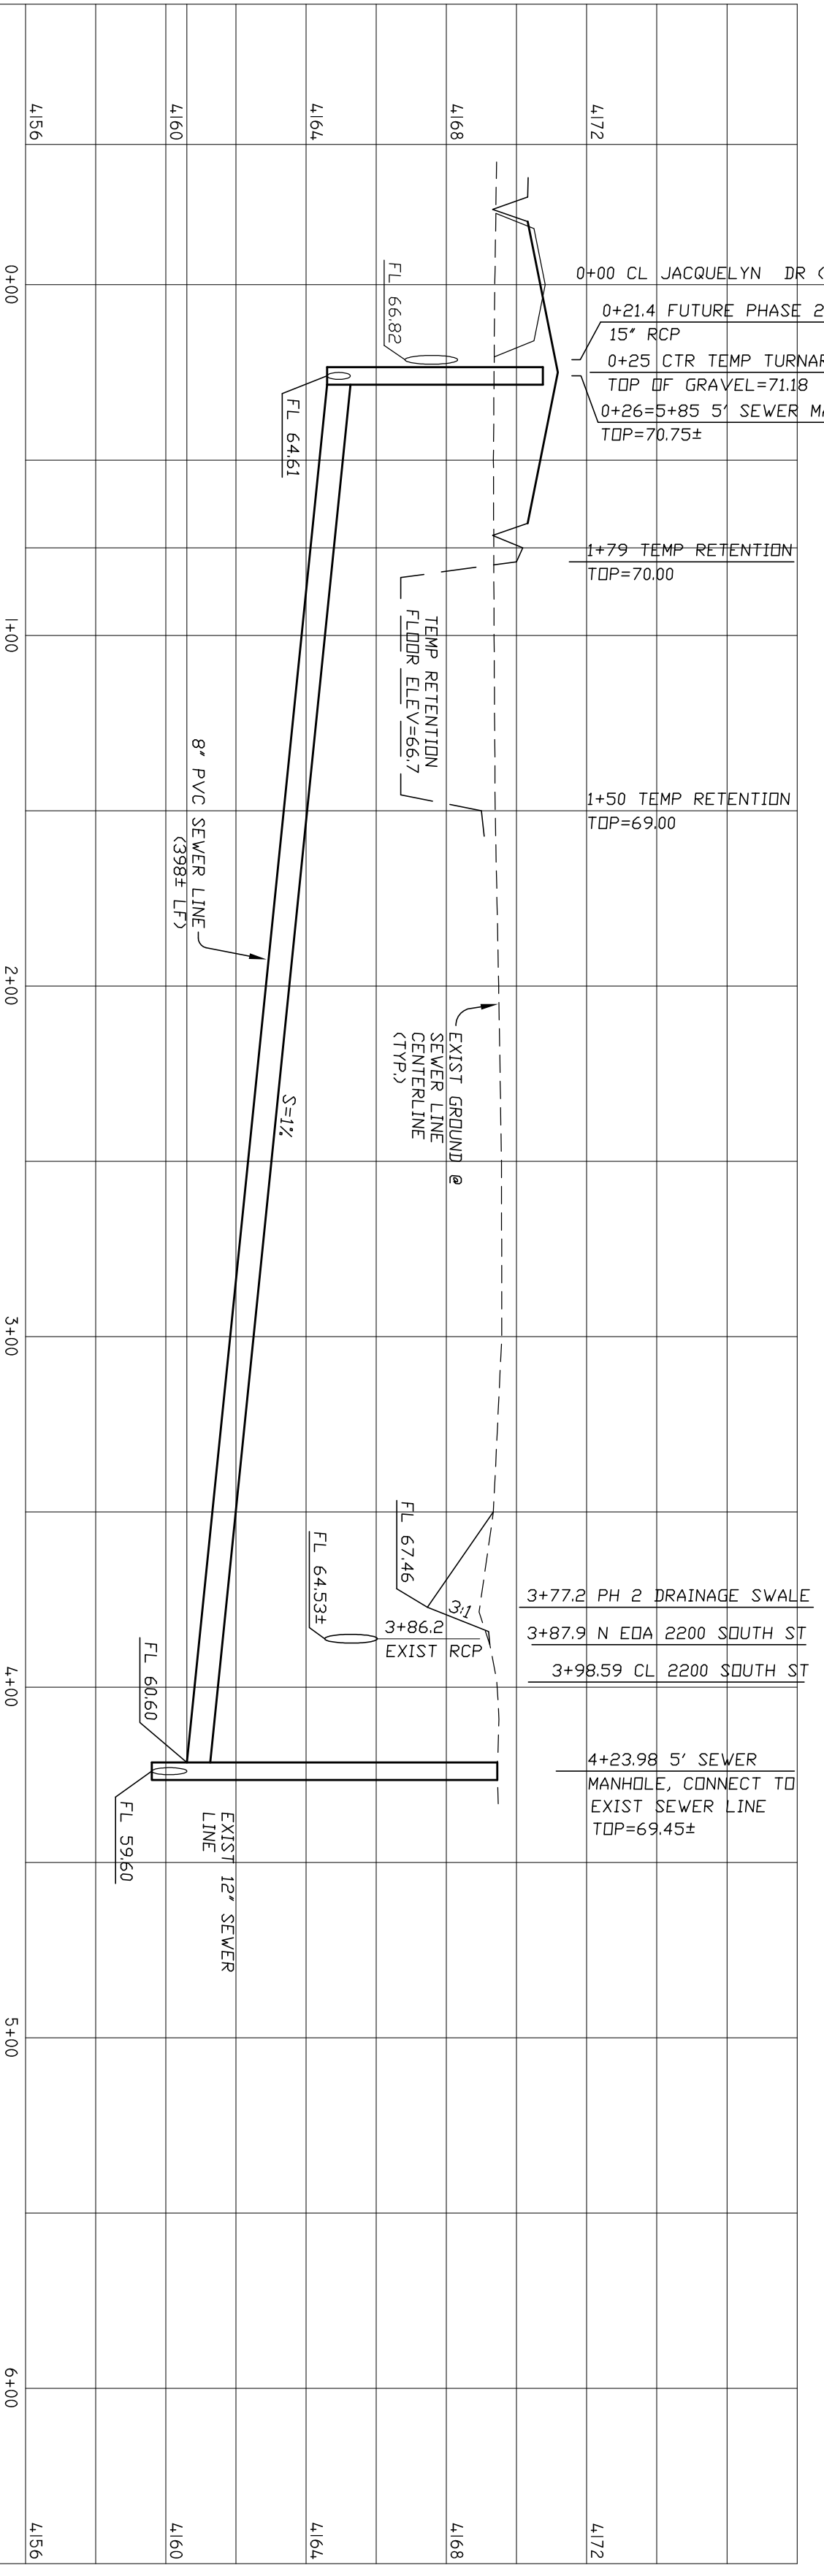 4156
4160
4164
4168
4172
0+00 CL JACQUELYN DR (
0+21.4 FUTURE PHASE 2
15" RCP
0+25 CTR TEMP TURNAR
TOP OF GRAVEL=71.18
0+26=5+85 5' SEWER MA
TOP=70.75±
FL 66.82
FL 64.61
1+79 TEMP RETENTION
TOP=70.00
TEMP RETENTION
FLOOR ELEV=66.7
1+50 TEMP RETENTION
TOP=69.00
8" PVC SEWER LINE
(398± LF)
EXIST GROUND @
SEWER LINE
CENTERLINE
(TYP.)
S=1%
FL 67.46
FL 64.53±
3:1
3+86.2
EXIST RCP
3+77.2 PH 2 DRAINAGE SWALE
3+87.9 N EOA 2200 SOUTH ST
3+98.59 CL 2200 SOUTH ST
FL 60.60
FL 59.60
4+23.98 5' SEWER
MANHOLE, CONNECT TO
EXIST SEWER LINE
TOP=69.45±
EXIST 12" SEWER
LINE
0+00
1+00
2+00
3+00
4+00
5+00
6+00
4156
4160
4164
4168
4172